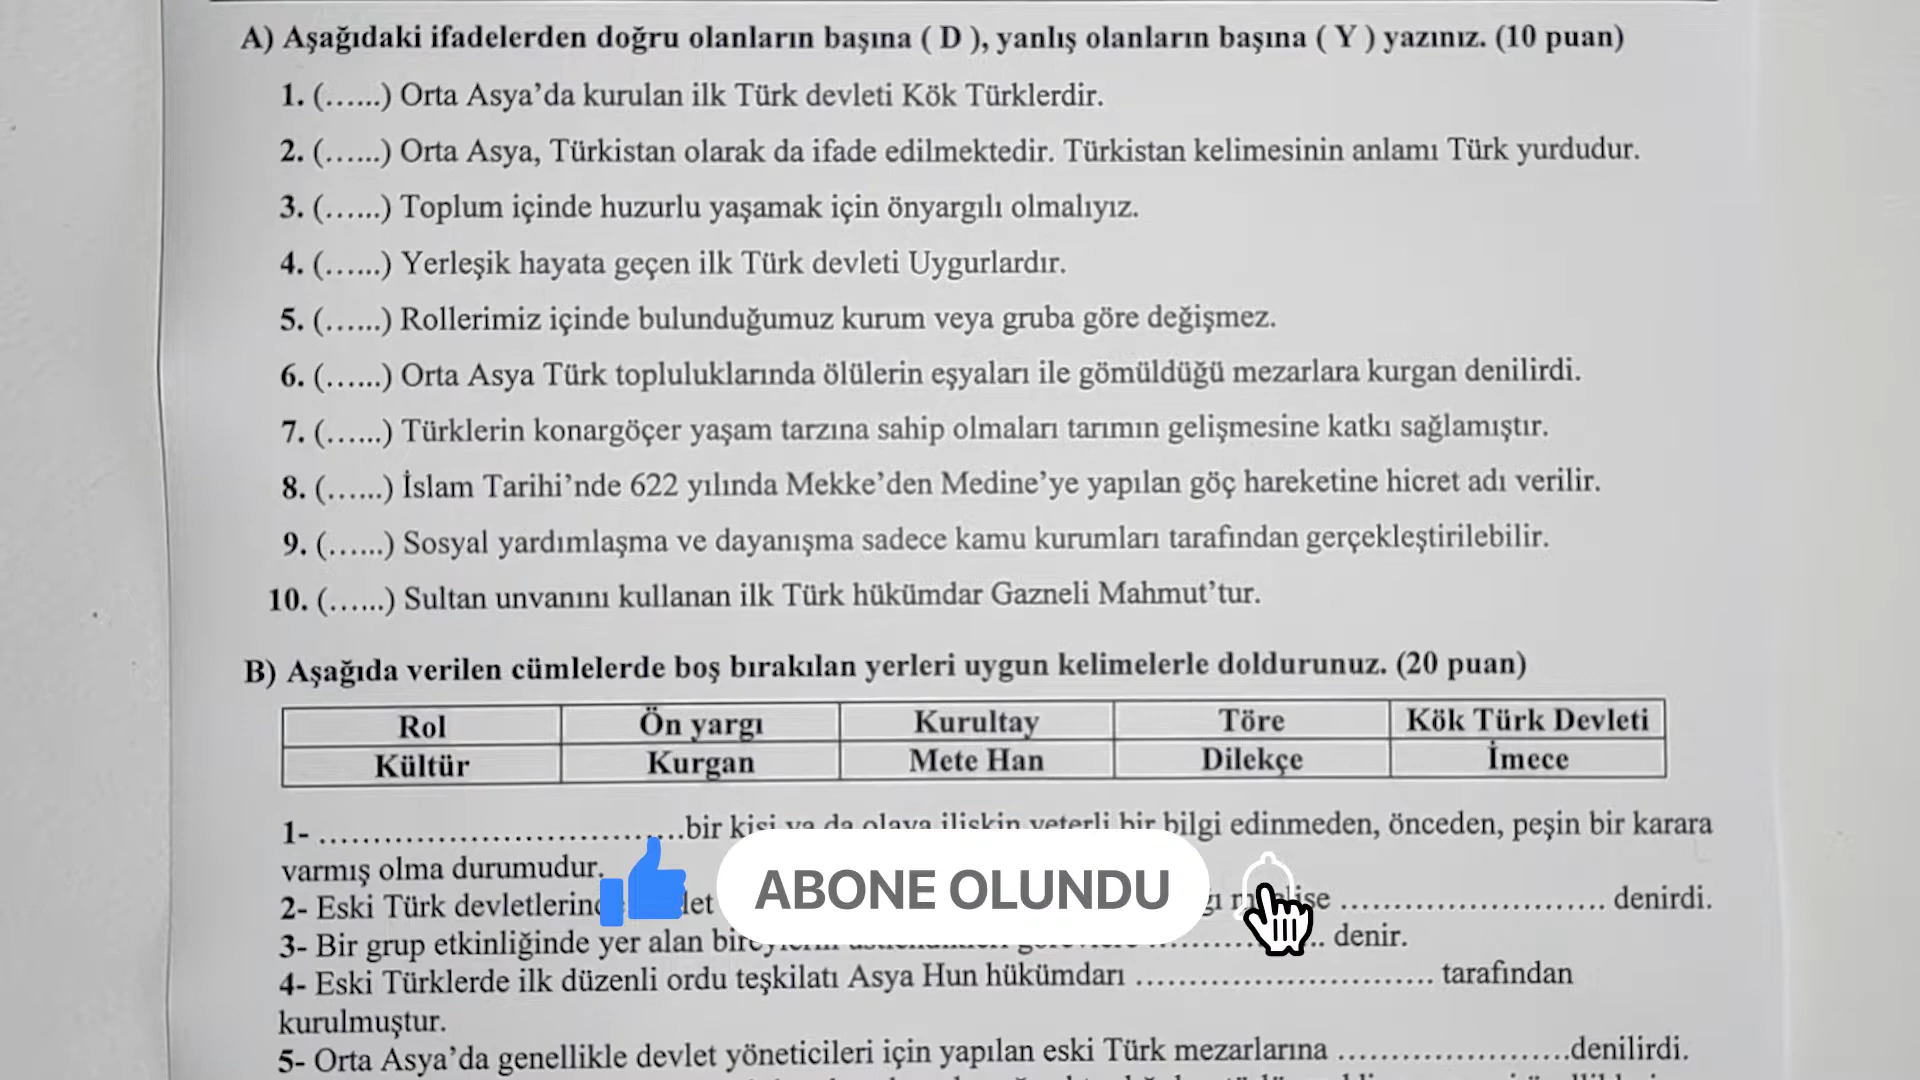 A) Aşağıdaki ifadelerden doğru olanların başına ( D ), yanlış olanların başına ( Y ) yazınız. (10 puan)
1. (……) Orta Asya’da kurulan ilk Türk devleti Kök Türklerdir.
2. (……) Orta Asya, Türkistan olarak da ifade edilmektedir. Türkistan kelimesinin anlamı Türk yurdudur.
3. (……) Toplum içinde huzurlu yaşamak için önyargılı olmalıyız.
4. (……) Yerleşik hayata geçen ilk Türk devleti Uygurlardır.
5. (……) Rollerimiz içinde bulunduğumuz kurum veya gruba göre değişmez.
6. (……) Orta Asya Türk topluluklarında ölülerin eşyaları ile gömüldüğü mezarlara kurgan denilirdi.
7. (……) Türklerin konargöçer yaşam tarzına sahip olmaları tarımın gelişmesine katkı sağlamıştır.
8. (……) İslam Tarihi’nde 622 yılında Mekke’den Medine’ye yapılan göç hareketine hicret adı verilir.
9. (……) Sosyal yardımlaşma ve dayanışma sadece kamu kurumları tarafından gerçekleştirilebilir.
10. (……) Sultan unvanını kullanan ilk Türk hükümdar Gazneli Mahmut’tur.
B) Aşağıda verilen cümlelerde boş bırakılan yerleri uygun kelimelerle doldurunuz. (20 puan)
Rol Ön yargı Kurultay Töre Kök Türk Devleti
Kültür Kurgan Mete Han Dilekçe İmece
1- ……………………………..bir kişi ya da olaya ilişkin yeterli bir bilgi edinmeden, önceden, peşin bir karara
varmış olma durumudur.
2- Eski Türk …………………… denirdi.
3- Bir grup etkinliğinde yer alan ………… denir.
4- Eski Türklerde ilk düzenli ordu teşkilatı Asya Hun hükümdarı ……………………… tarafından
kurulmuştur.
5- Orta Asya’da genellikle devlet yöneticileri için yapılan eski Türk mezarlarına …………………denilirdi.
ABONE OLUNDU